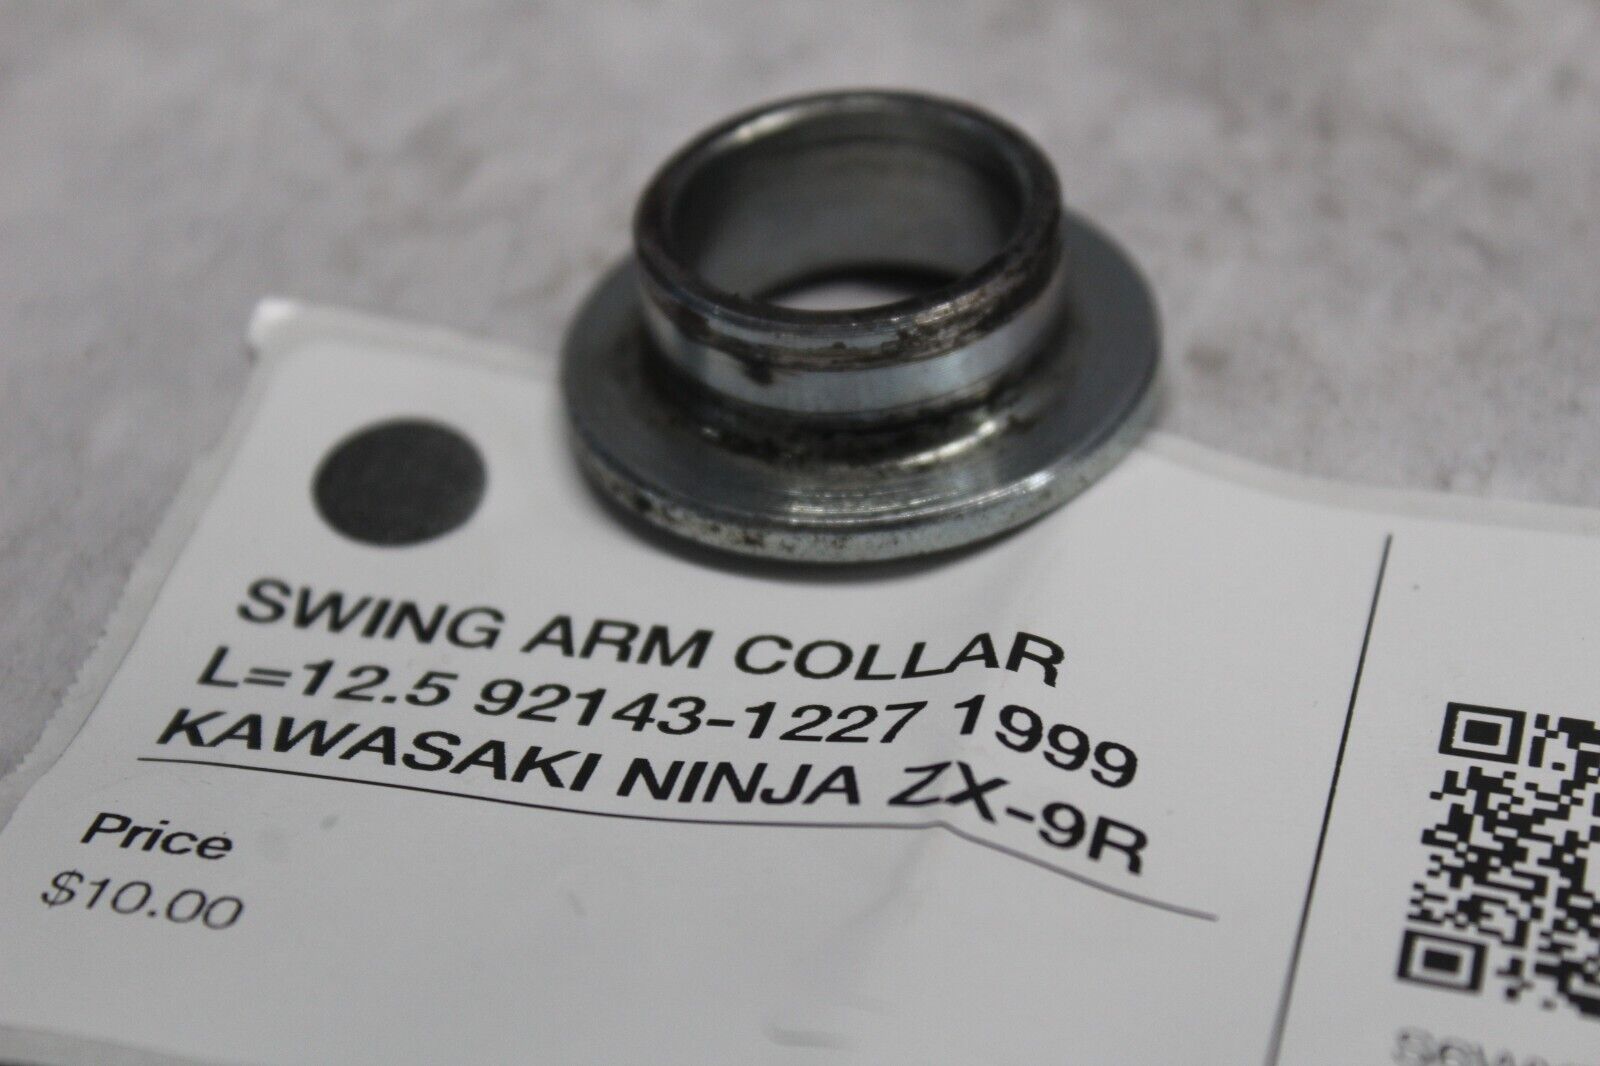 SWING ARM COLLAR
L=12.5 92143-1227 1999
KAWASAKI NINJA ZX-9R
Price
$10.00